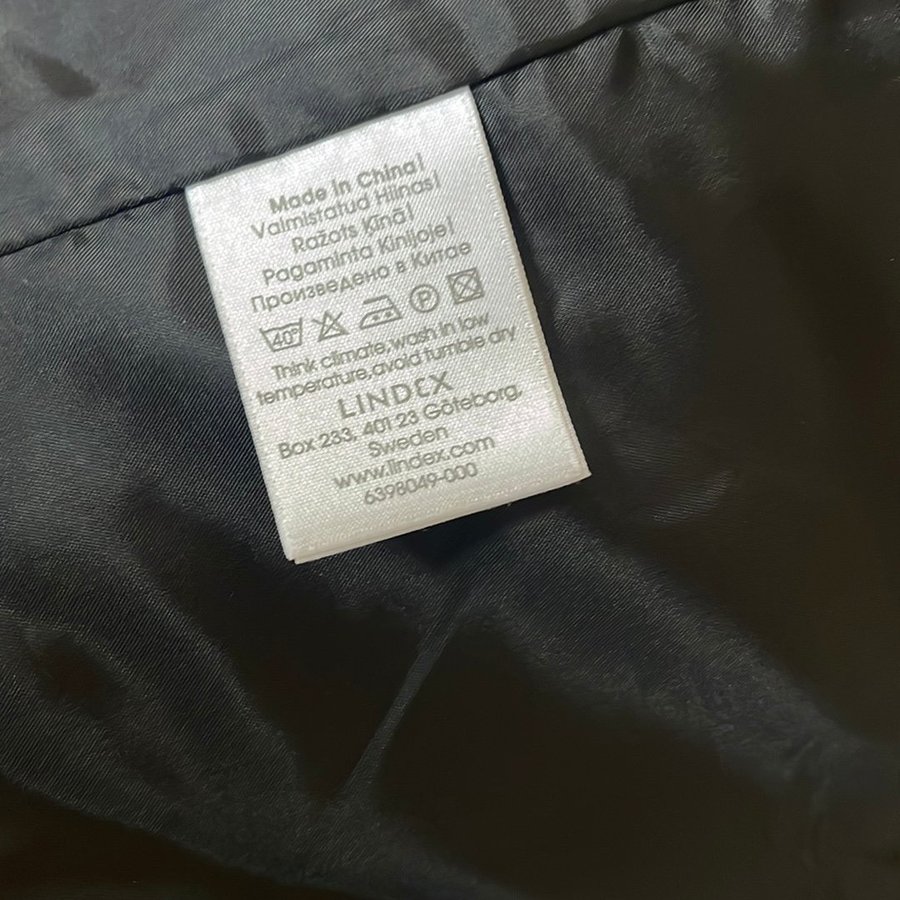 Made in China|
Valmistatud Hiinas|
Ražots Ķīnā|
Pagaminta Kinijoje|
Произведено в Китае
40° P
Think climate, wash in low
temperature, avoid tumble dry
LINDEX
Box 233, 401 23 Göteborg,
Sweden
www.lindex.com
6398049-000